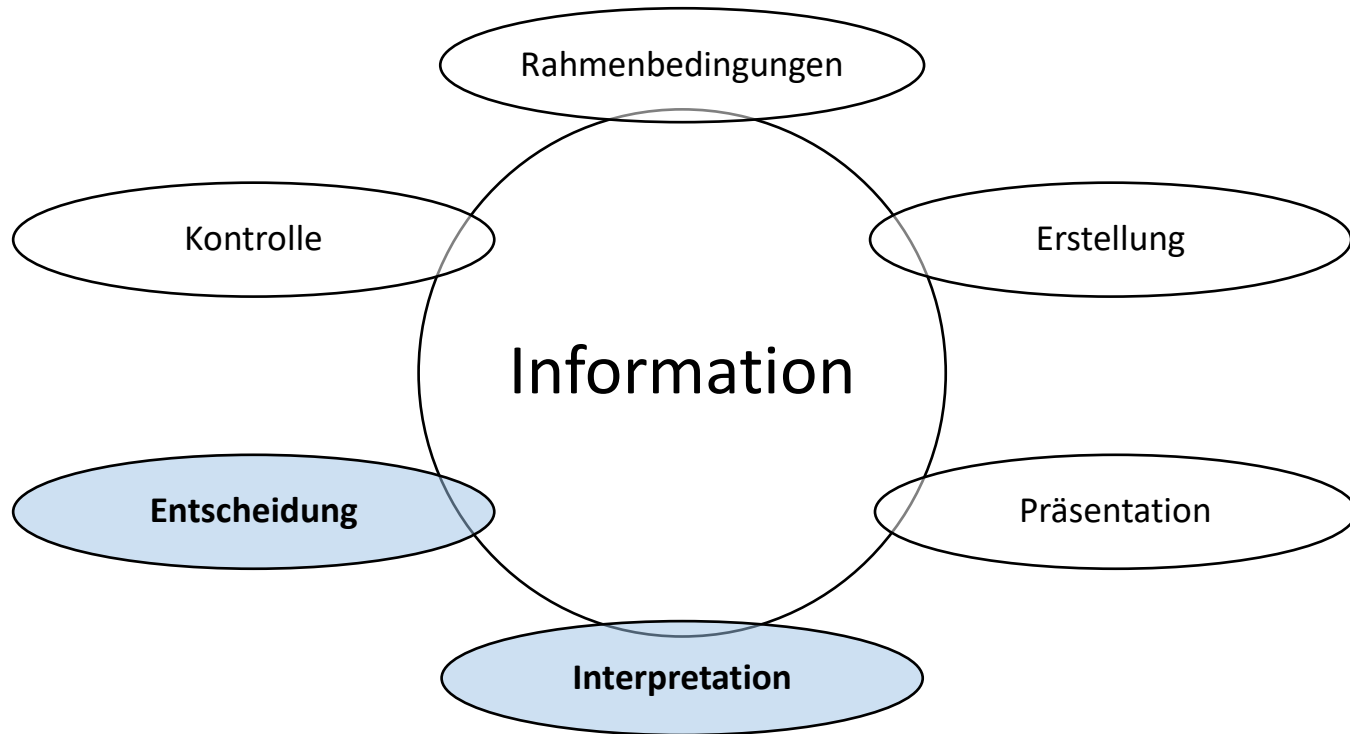 Rahmenbedingungen
Kontrolle
Erstellung
Information
Entscheidung
Präsentation
Interpretation